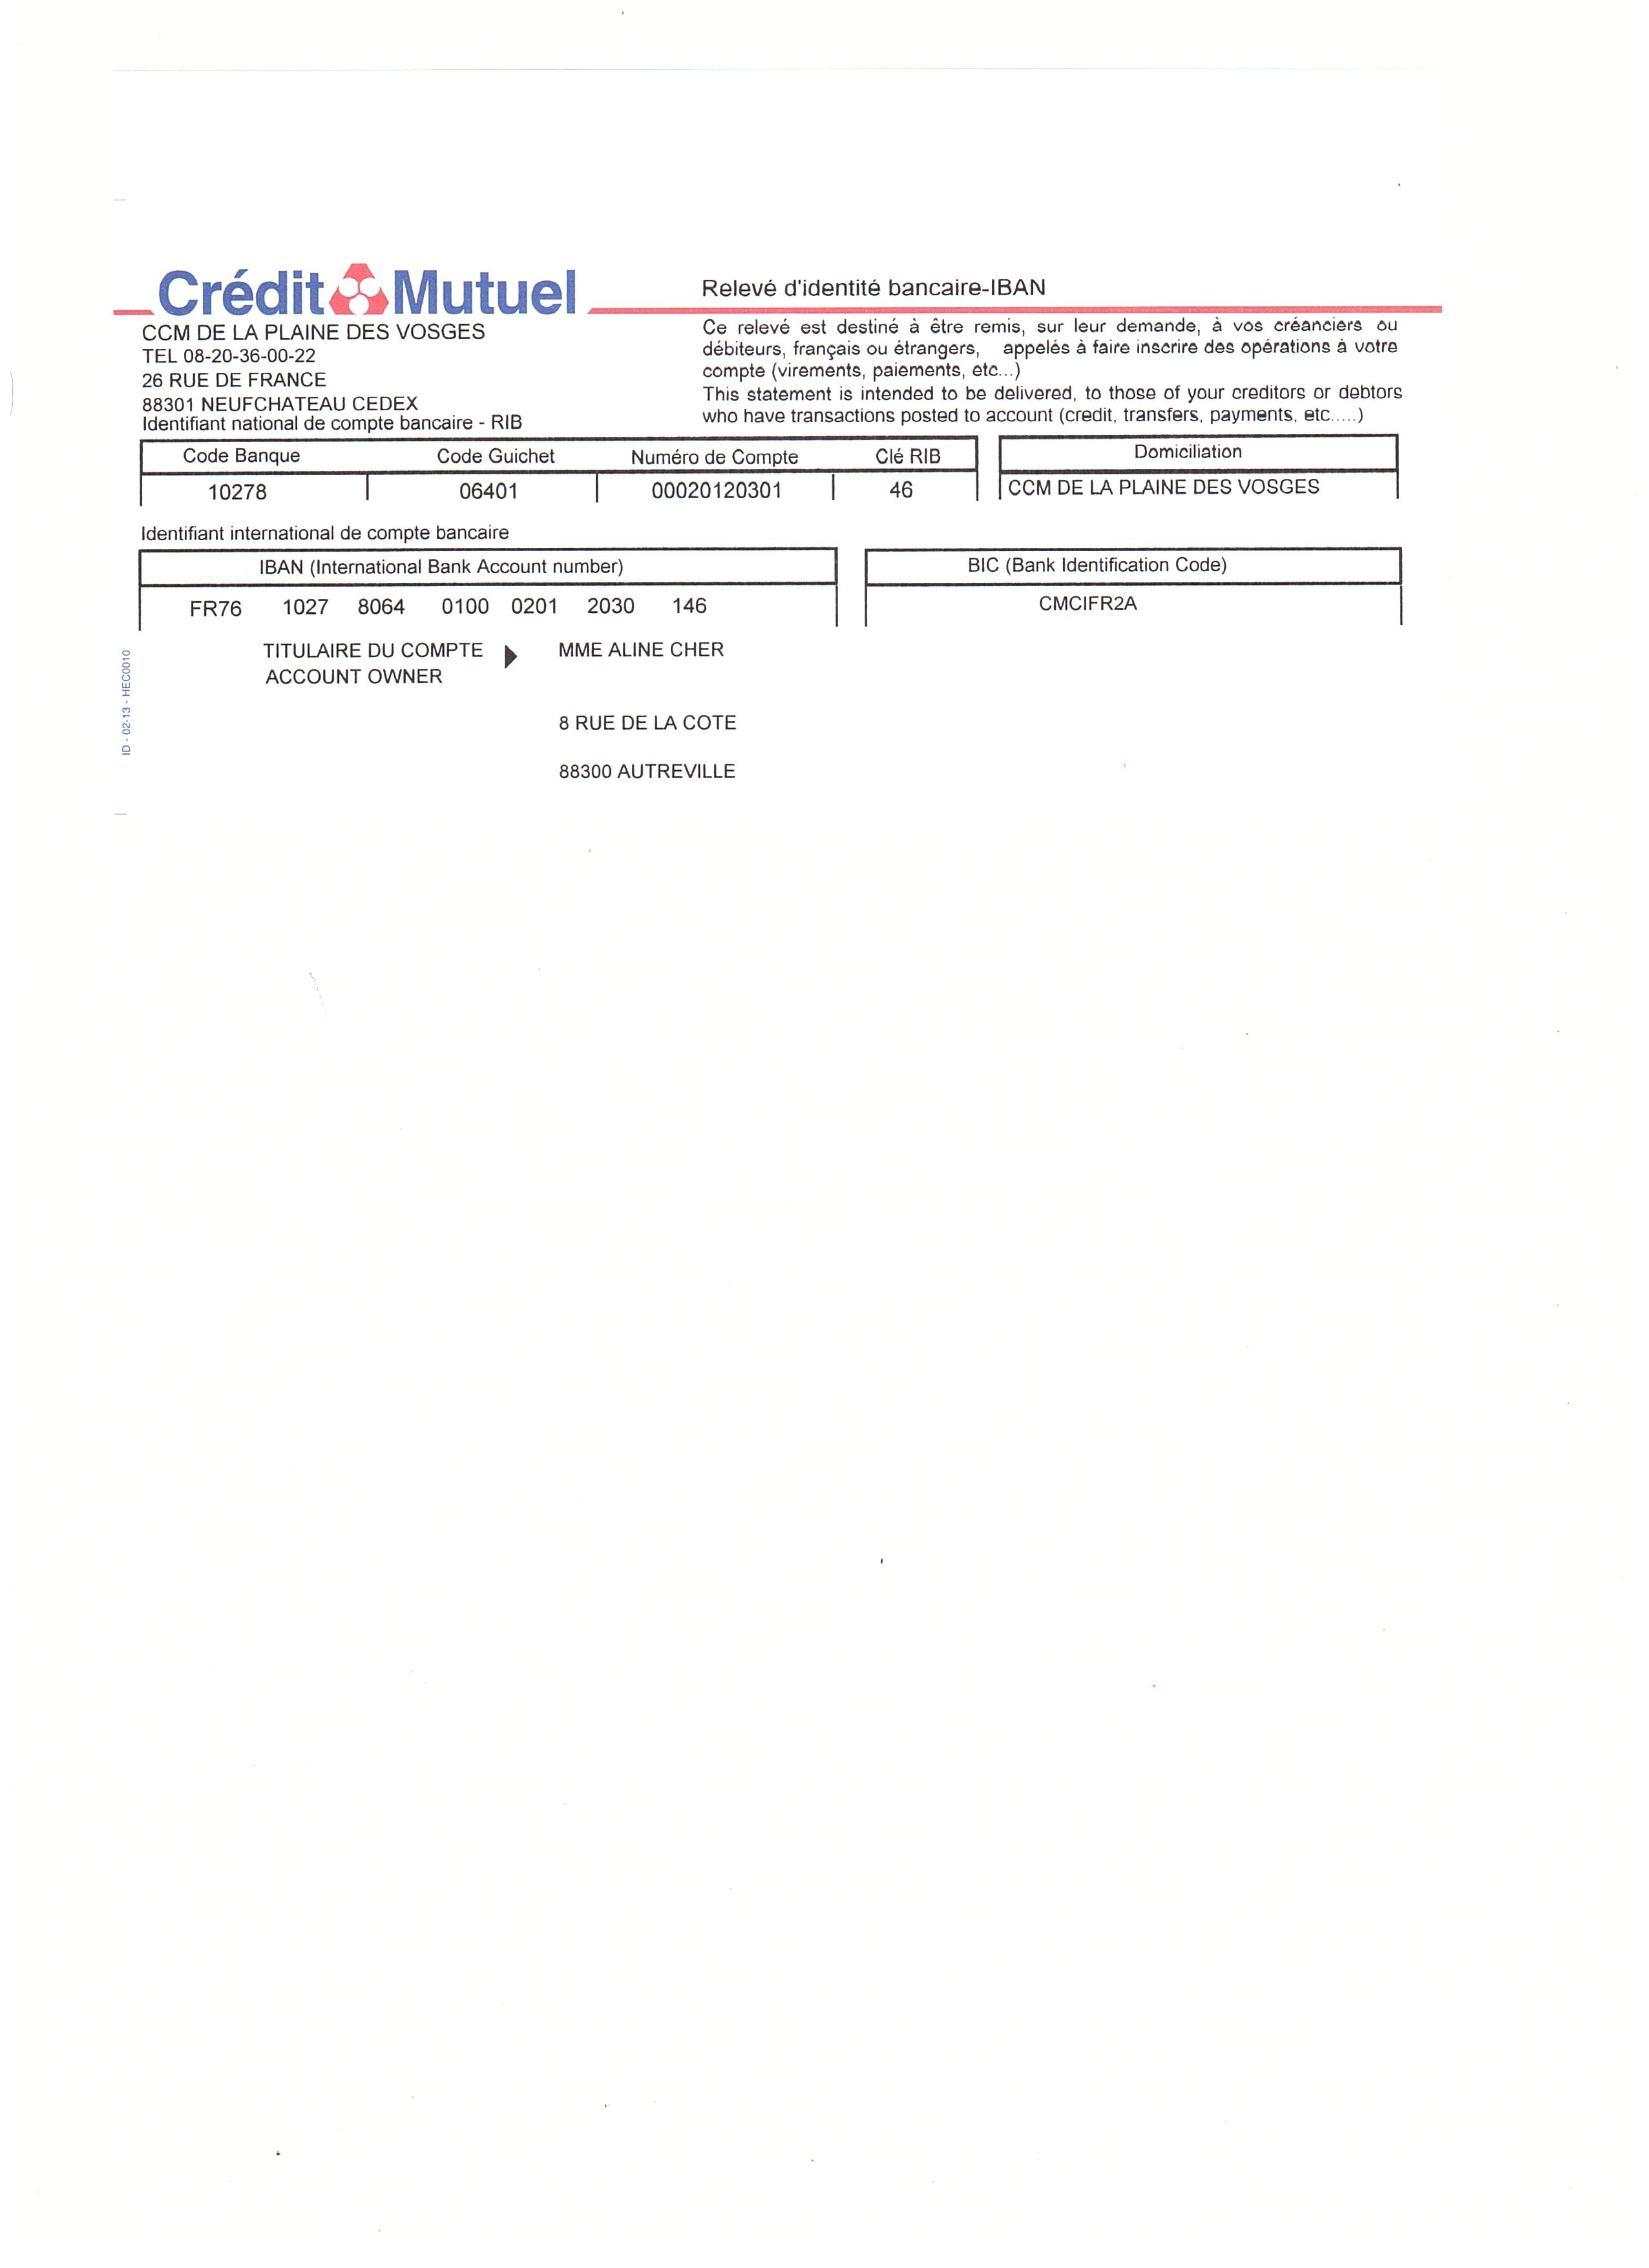 Crédit Mutuel
CCM DE LA PLAINE DES VOSGES
TEL 08-20-36-00-22
26 RUE DE FRANCE
88301 NEUFCHATEAU CEDEX
Relevé d'identité bancaire-IBAN
Ce relevé est destiné à être remis, sur leur demande, à vos créanciers ou
débiteurs, français ou étrangers, appelés à faire inscrire des opérations à votre
compte (virements, paiements, etc...)
This statement is intended to be delivered, to those of your creditors or debtors
who have transactions posted to account (credit, transfers, payments, etc.....)
Identifiant national de compte bancaire - RIB
Code Banque Code Guichet Numéro de Compte Clé RIB Domiciliation
10278 06401 00020120301 46 CCM DE LA PLAINE DES VOSGES
Identifiant international de compte bancaire
IBAN (International Bank Account number) BIC (Bank Identification Code)
FR76 1027 8064 0100 0201 2030 146 CMCIFR2A
TITULAIRE DU COMPTE MME ALINE CHER
ACCOUNT OWNER
8 RUE DE LA COTE
88300 AUTREVILLE
ID - 02-13 - HEC0010